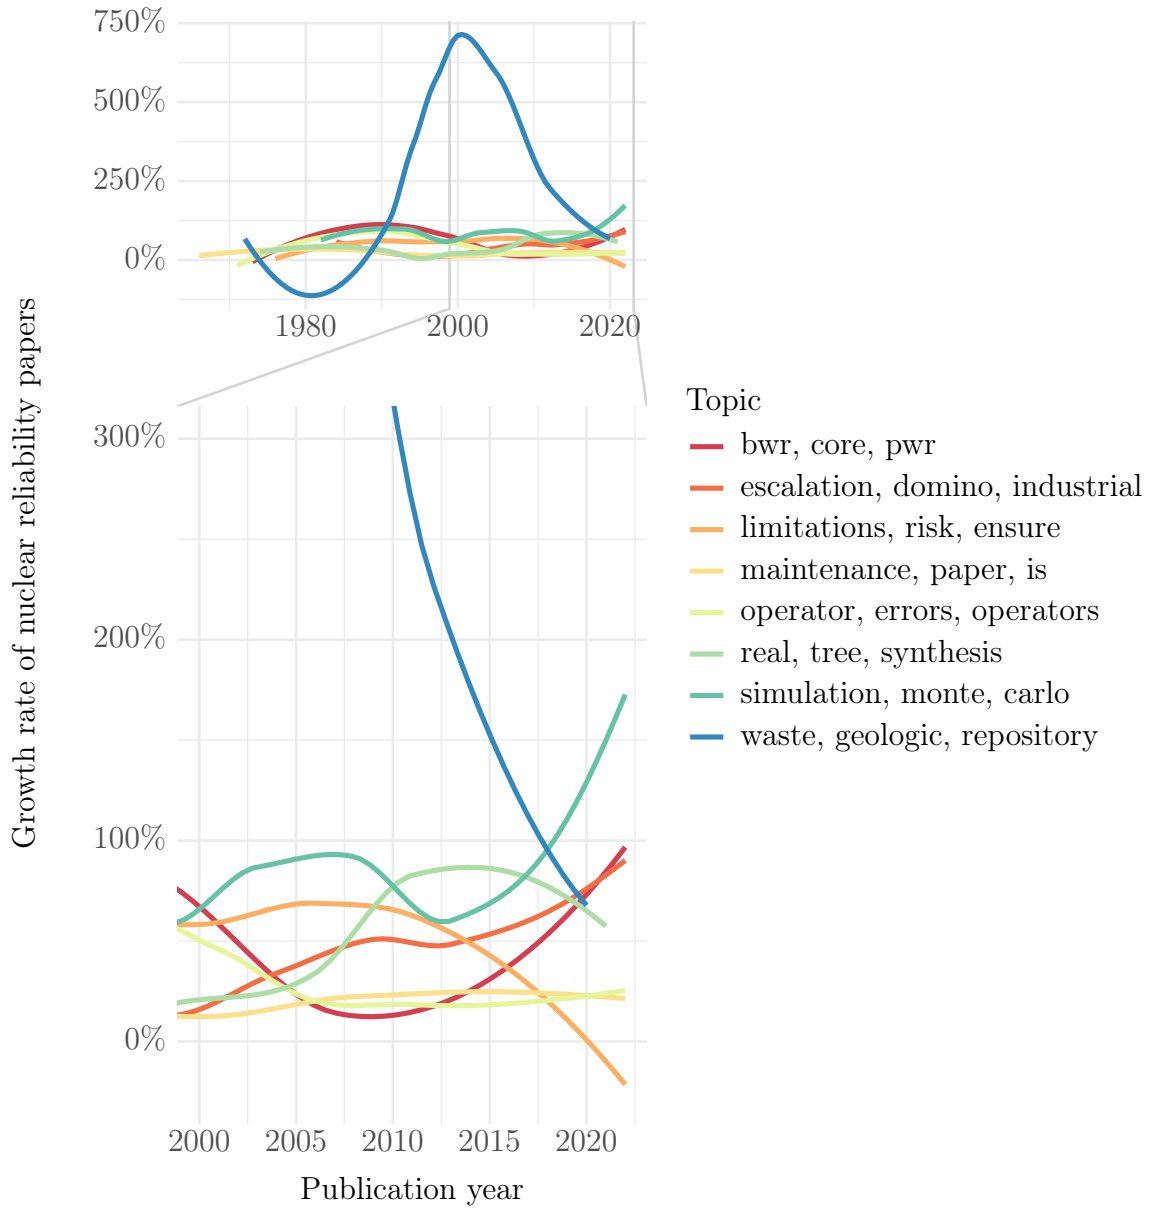 750%
500%
250%
0%
1980 2000 2020
Growth rate of nuclear reliability papers
300%
200%
100%
0%
2000 2005 2010 2015 2020
Publication year
Topic
bwr, core, pwr
escalation, domino, industrial
limitations, risk, ensure
maintenance, paper, is
operator, errors, operators
real, tree, synthesis
simulation, monte, carlo
waste, geologic, repository